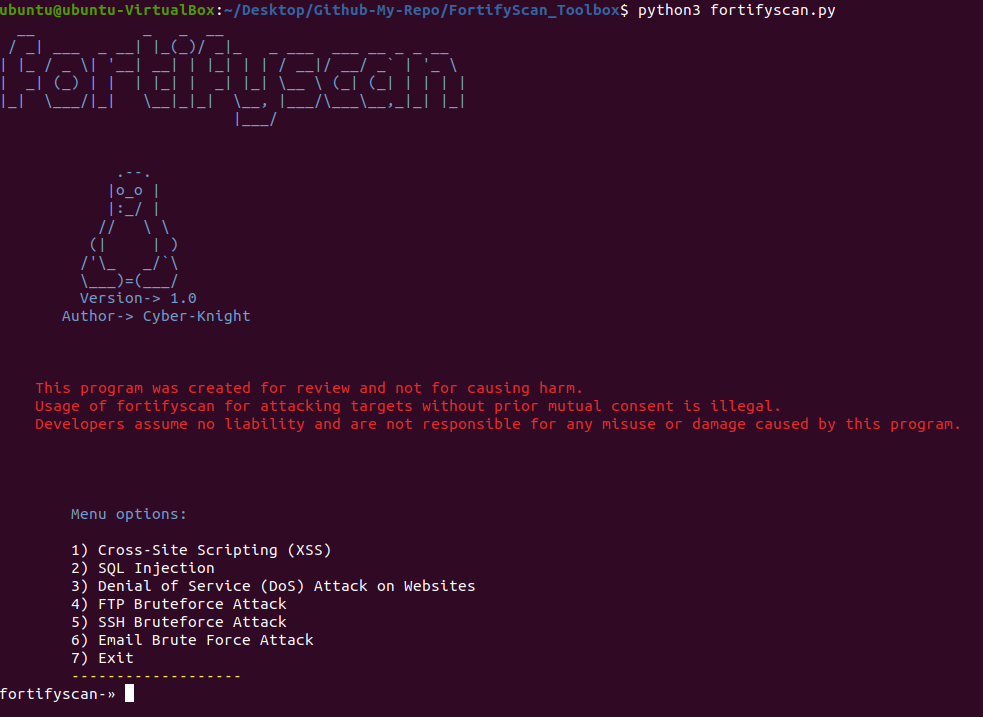 ubuntu@ubuntu-VirtualBox:~/Desktop/Github-My-Repo/FortifyScan_Toolbox$ python3 fortifyscan.py
fortifyscan
Version-> 1.0
Author-> Cyber-Knight
This program was created for review and not for causing harm.
Usage of fortifyscan for attacking targets without prior mutual consent is illegal.
Developers assume no liability and are not responsible for any misuse or damage caused by this program.
Menu options:
1) Cross-Site Scripting (XSS)
2) SQL Injection
3) Denial of Service (DoS) Attack on Websites
4) FTP Bruteforce Attack
5) SSH Bruteforce Attack
6) Email Brute Force Attack
7) Exit
-------------------
fortifyscan-»